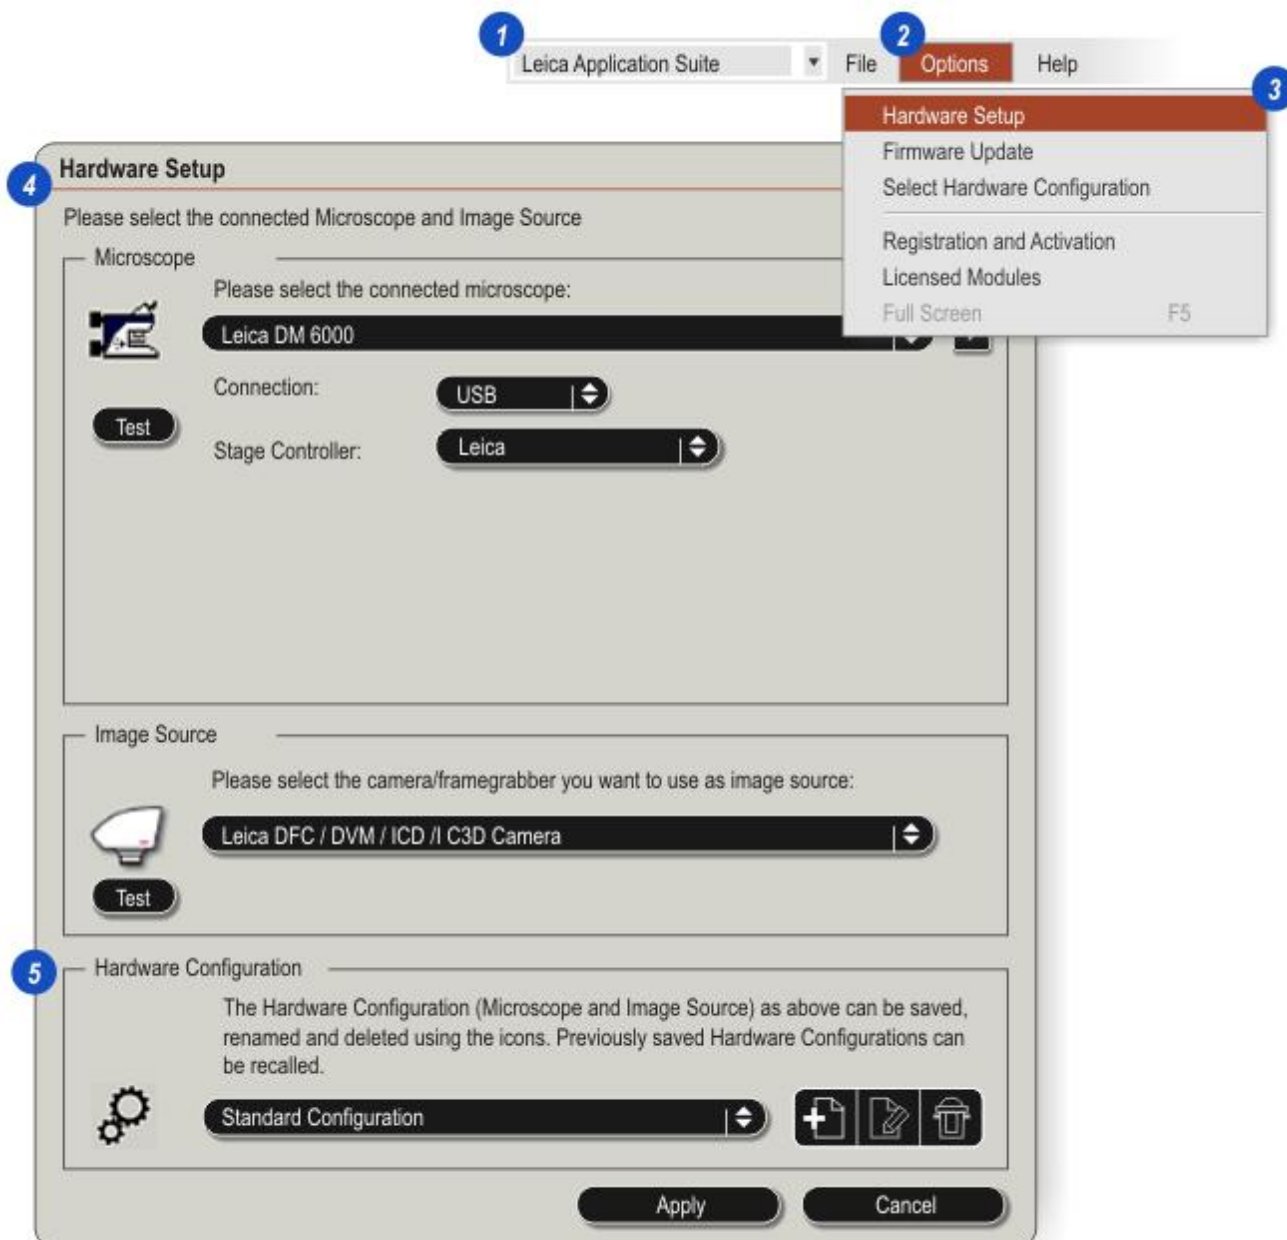 1
2
Leica Application Suite
File
Options
Help
3
Hardware Setup
Firmware Update
Select Hardware Configuration
Registration and Activation
Licensed Modules
Full Screen F5
4
Hardware Setup
Please select the connected Microscope and Image Source
Microscope
Please select the connected microscope:
Leica DM 6000
Connection:
USB
Test
Stage Controller:
Leica
Image Source
Please select the camera/framegrabber you want to use as image source:
Leica DFC / DVM / ICD /I C3D Camera
Test
5
Hardware Configuration
The Hardware Configuration (Microscope and Image Source) as above can be saved,
renamed and deleted using the icons. Previously saved Hardware Configurations can
be recalled.
Standard Configuration
Apply
Cancel